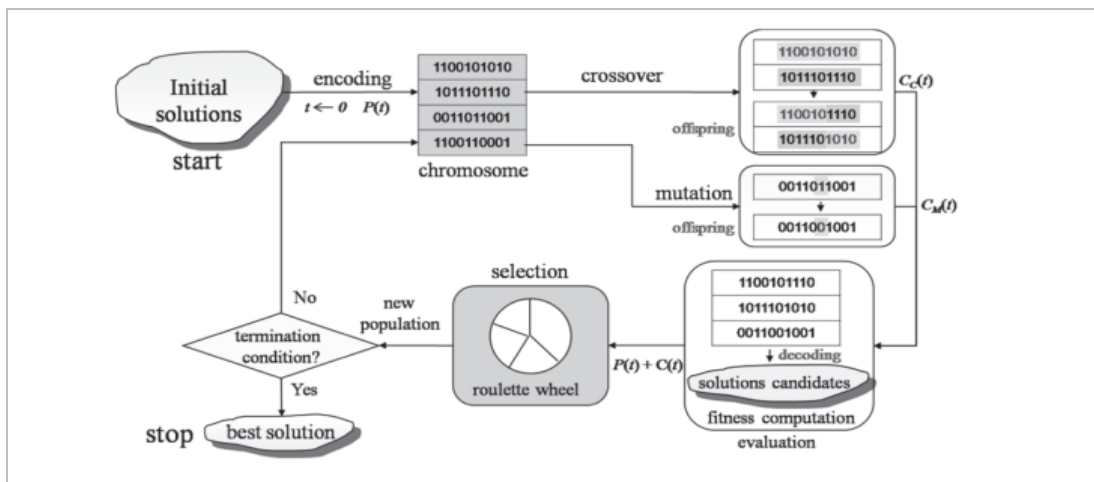 Initial
solutions
start
encoding
t ← 0 P(t)
1100101010
1011101110
0011011001
1100110001
chromosome
crossover
1100101010
1011101110
offspring
1100101110
1011101010
C_C(t)
mutation
0011011001
offspring
0011001001
C_M(t)
1100101110
1011101010
0011001001
decoding
solutions candidates
fitness computation
evaluation
P(t) + C(t)
selection
roulette wheel
new
population
termination
condition?
No
Yes
stop
best solution